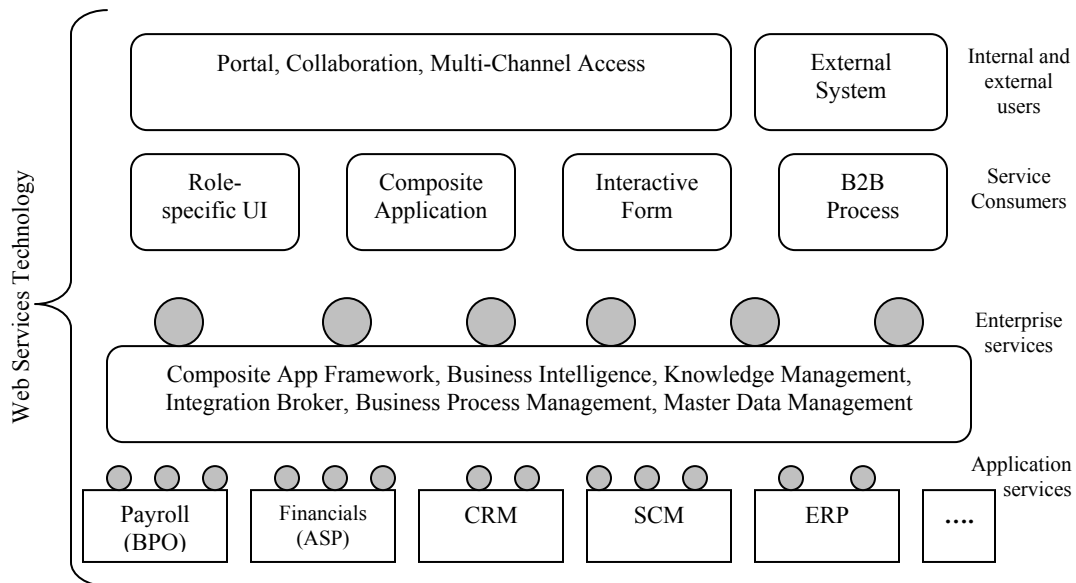 Portal, Collaboration, Multi-Channel Access
External
System
Internal and
external
users
Web Services Technology
Role-
specific UI
Composite
Application
Interactive
Form
B2B
Process
Service
Consumers
Enterprise
services
Composite App Framework, Business Intelligence, Knowledge Management,
Integration Broker, Business Process Management, Master Data Management
Application
services
Payroll
(BPO)
Financials
(ASP)
CRM
SCM
ERP
....